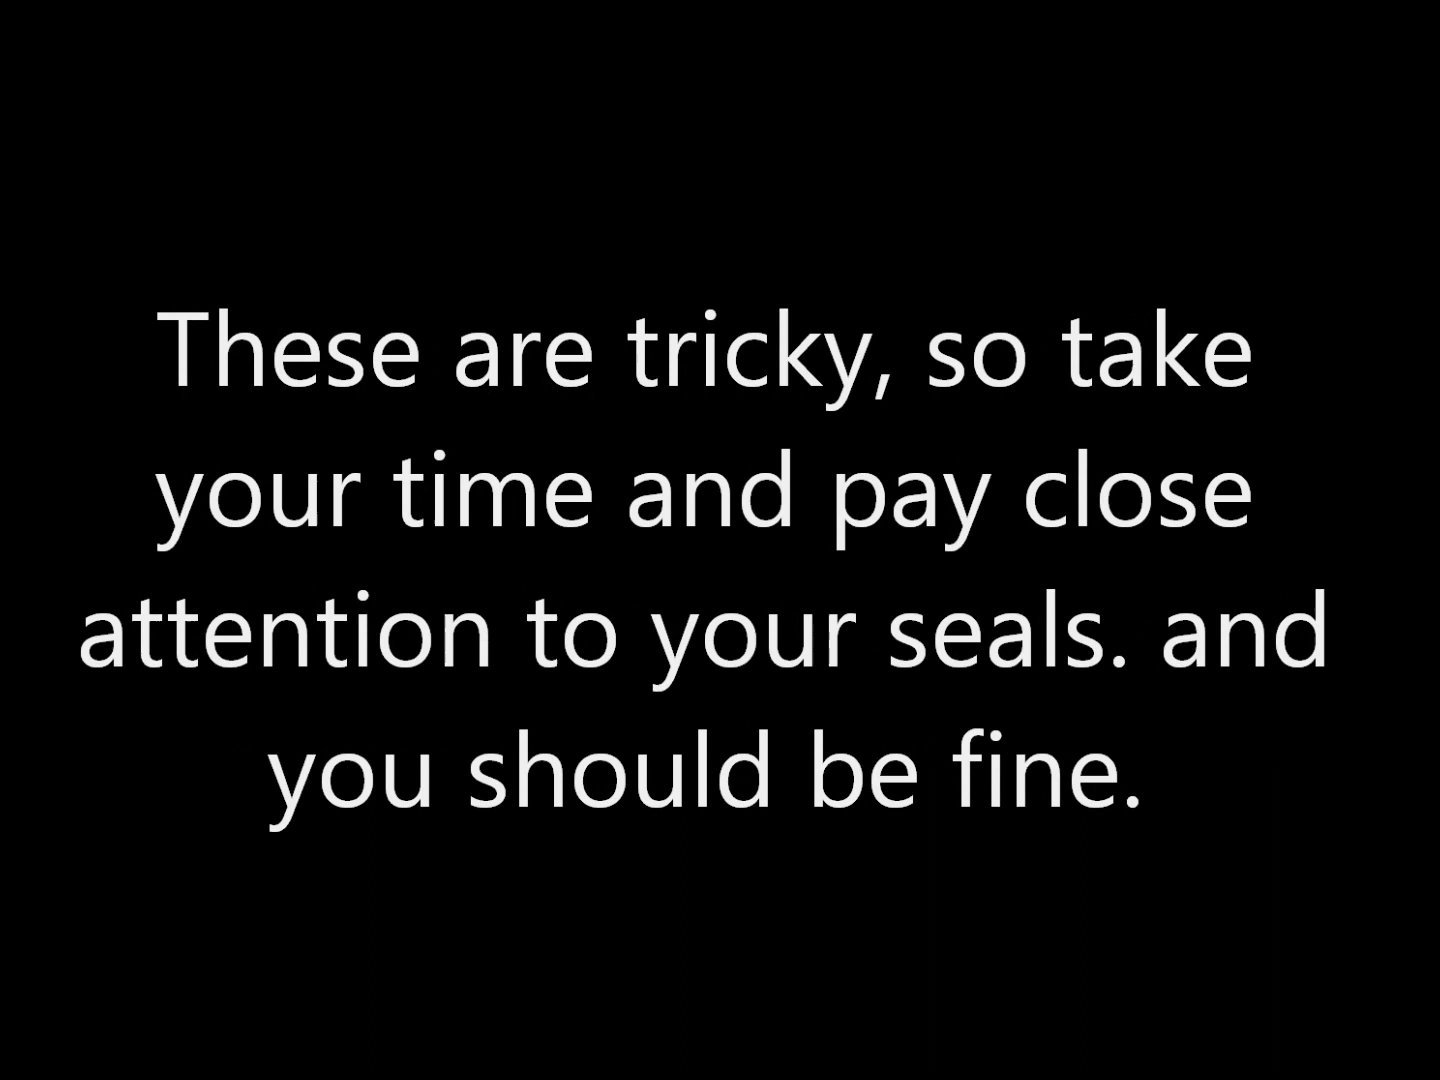 These are tricky, so take
your time and pay close
attention to your seals. and
you should be fine.